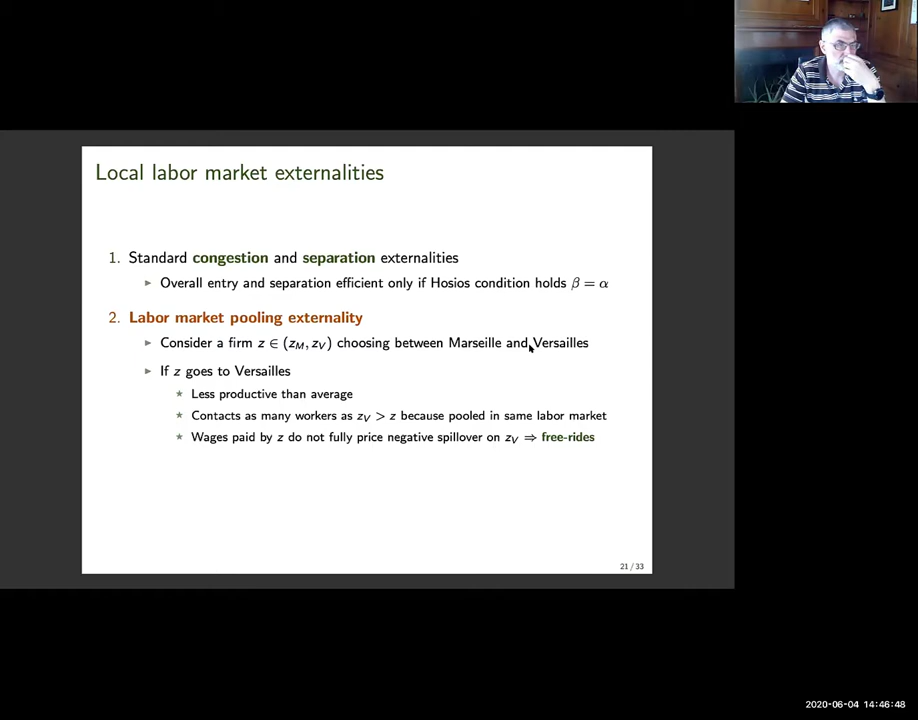 Local labor market externalities
1. Standard congestion and separation externalities
▶ Overall entry and separation efficient only if Hosios condition holds β = α
2. Labor market pooling externality
▶ Consider a firm z ∈ (z_M, z_V) choosing between Marseille and Versailles
▶ If z goes to Versailles
★ Less productive than average
★ Contacts as many workers as z_V > z because pooled in same labor market
★ Wages paid by z do not fully price negative spillover on z_V ⇒ free-rides
21 / 33
2020-06-04 14:46:48